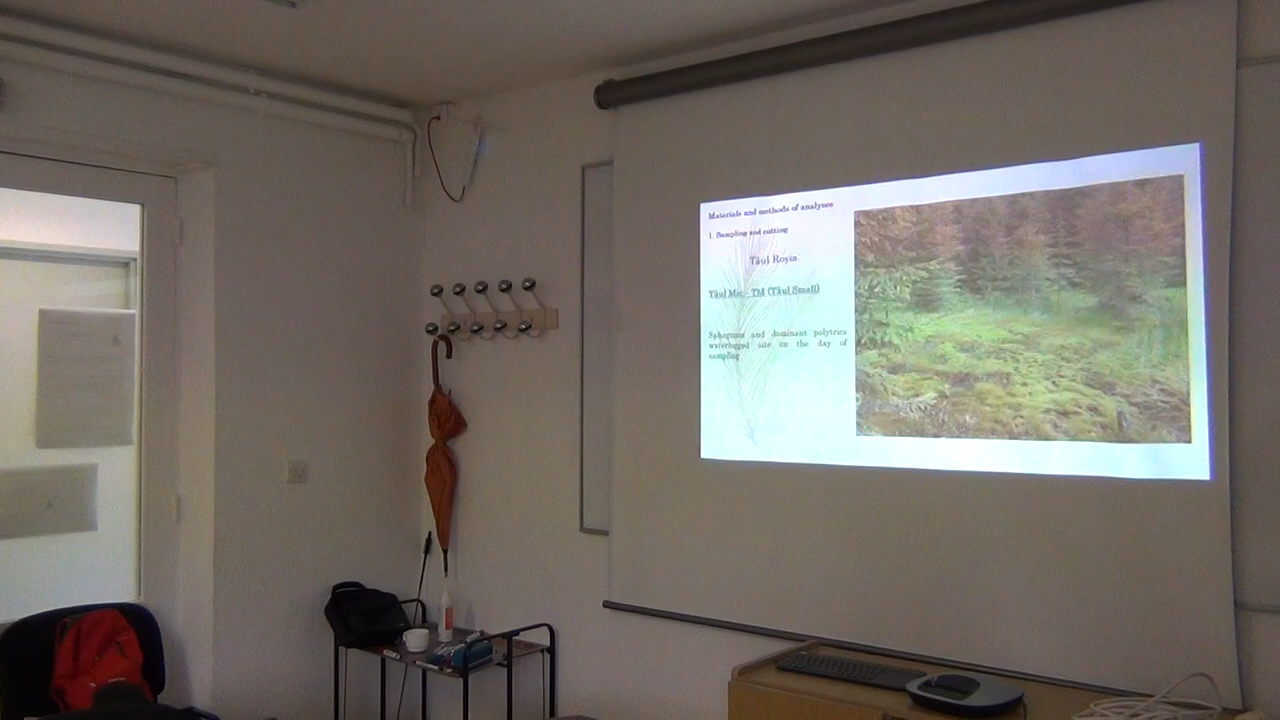 Materials and methods of analyses
1. Sampling and cutting
Tăul Roșia
Tăul Mic - TM (Tăul Small)
Sphagnum and dominant polytrics
waterlogged site on the day of
sampling